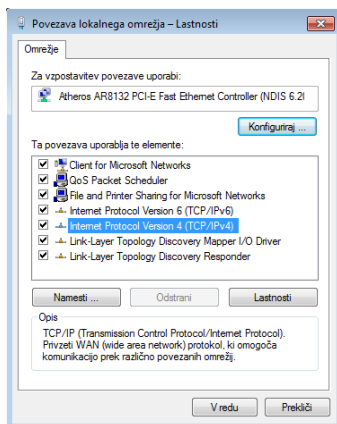 Povezava lokalnega omrežja – Lastnosti
Omrežje
Za vzpostavitev povezave uporabi:
Atheros AR8132 PCI-E Fast Ethernet Controller (NDIS 6.2
Konfiguriraj ...
Ta povezava uporablja te elemente:
Client for Microsoft Networks
QoS Packet Scheduler
File and Printer Sharing for Microsoft Networks
Internet Protocol Version 6 (TCP/IPv6)
Internet Protocol Version 4 (TCP/IPv4)
Link-Layer Topology Discovery Mapper I/O Driver
Link-Layer Topology Discovery Responder
Namesti ... Odstrani Lastnosti
Opis
TCP/IP (Transmission Control Protocol/Internet Protocol).
Privzeti WAN (wide area network) protokol, ki omogoča
komunikacijo prek različno povezanih omrežij.
V redu Prekliči